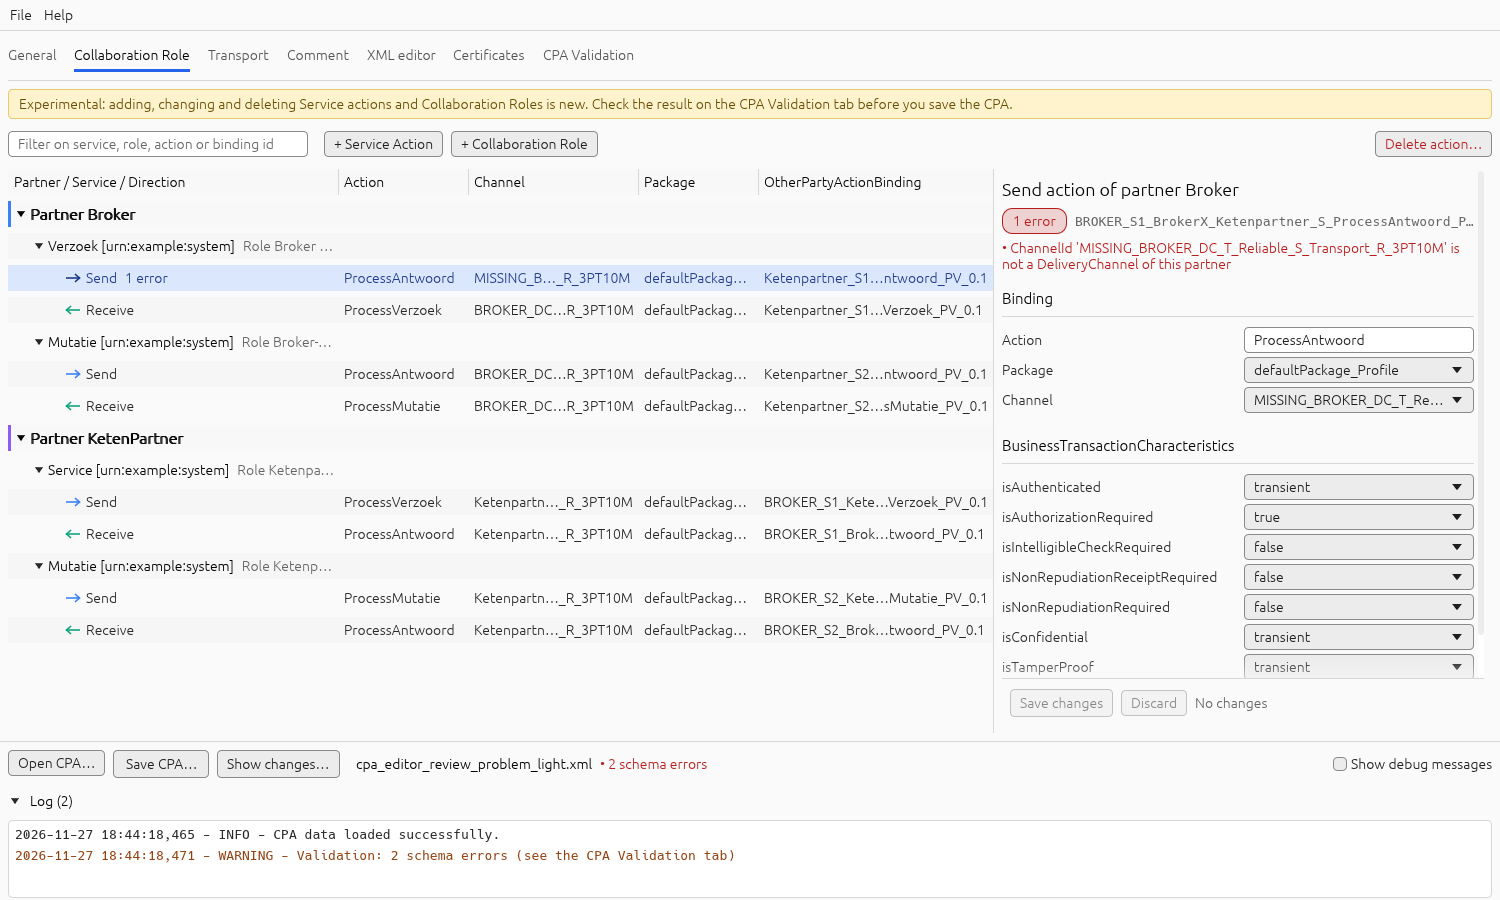 File Help
General Collaboration Role Transport Comment XML editor Certificates CPA Validation
Experimental: adding, changing and deleting Service actions and Collaboration Roles is new. Check the result on the CPA Validation tab before you save the CPA.
Filter on service, role, action or binding id + Service Action + Collaboration Role Delete action…
Partner / Service / Direction Action Channel Package OtherPartyActionBinding
Partner Broker
Verzoek [urn:example:system] Role Broker …
Send 1 error ProcessAntwoord MISSING_B…_R_3PT10M defaultPackag… Ketenpartner_S1…ntwoord_PV_0.1
Receive ProcessVerzoek BROKER_DC…R_3PT10M defaultPackag… Ketenpartner_S1…Verzoek_PV_0.1
Mutatie [urn:example:system] Role Broker-…
Send ProcessAntwoord BROKER_DC…R_3PT10M defaultPackag… Ketenpartner_S2…ntwoord_PV_0.1
Receive ProcessMutatie BROKER_DC…R_3PT10M defaultPackag… Ketenpartner_S2…sMutatie_PV_0.1
Partner KetenPartner
Service [urn:example:system] Role Ketenpa…
Send ProcessVerzoek Ketenpartn…_R_3PT10M defaultPackag… BROKER_S1_Kete…Verzoek_PV_0.1
Receive ProcessAntwoord Ketenpartn…_R_3PT10M defaultPackag… BROKER_S1_Brok…twoord_PV_0.1
Mutatie [urn:example:system] Role Ketenp…
Send ProcessMutatie Ketenpartn…_R_3PT10M defaultPackag… BROKER_S2_Kete…Mutatie_PV_0.1
Receive ProcessAntwoord Ketenpartn…_R_3PT10M defaultPackag… BROKER_S2_Brok…twoord_PV_0.1
Send action of partner Broker
1 error BROKER_S1_BrokerX_Ketenpartner_S_ProcessAntwoord_P…
• ChannelId 'MISSING_BROKER_DC_T_Reliable_S_Transport_R_3PT10M' is
not a DeliveryChannel of this partner
Binding
Action ProcessAntwoord
Package defaultPackage_Profile
Channel MISSING_BROKER_DC_T_Re…
BusinessTransactionCharacteristics
isAuthenticated transient
isAuthorizationRequired true
isIntelligibleCheckRequired false
isNonRepudiationReceiptRequired false
isNonRepudiationRequired false
isConfidential transient
isTamperProof transient
Save changes Discard No changes
Open CPA… Save CPA… Show changes… cpa_editor_review_problem_light.xml • 2 schema errors Show debug messages
Log (2)
2026-11-27 18:44:18,465 - INFO - CPA data loaded successfully.
2026-11-27 18:44:18,471 - WARNING - Validation: 2 schema errors (see the CPA Validation tab)